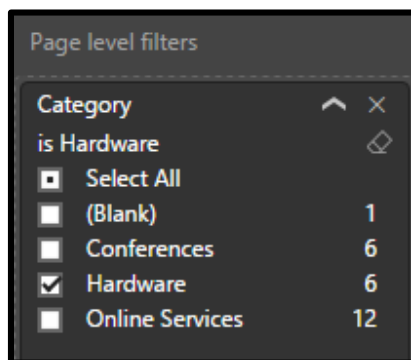 Page level filters
Category
is Hardware
Select All
(Blank) 1
Conferences 6
Hardware 6
Online Services 12